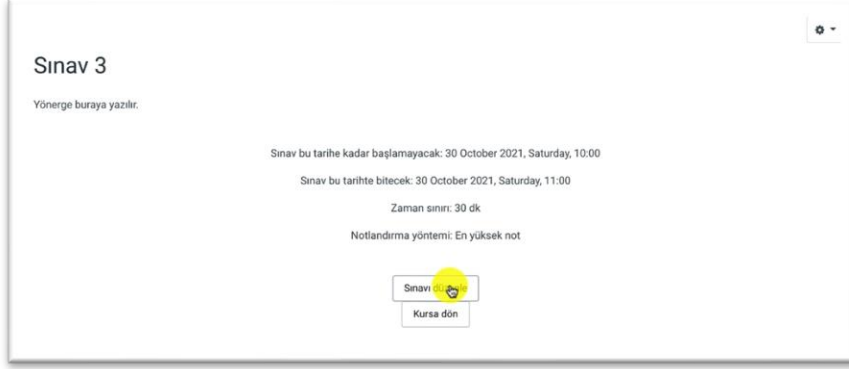 Sınav 3
Yönerge buraya yazılır.
Sınav bu tarihe kadar başlamayacak: 30 October 2021, Saturday, 10:00
Sınav bu tarihte bitecek: 30 October 2021, Saturday, 11:00
Zaman sınırı: 30 dk
Notlandırma yöntemi: En yüksek not
Sınavı
Kursa dön